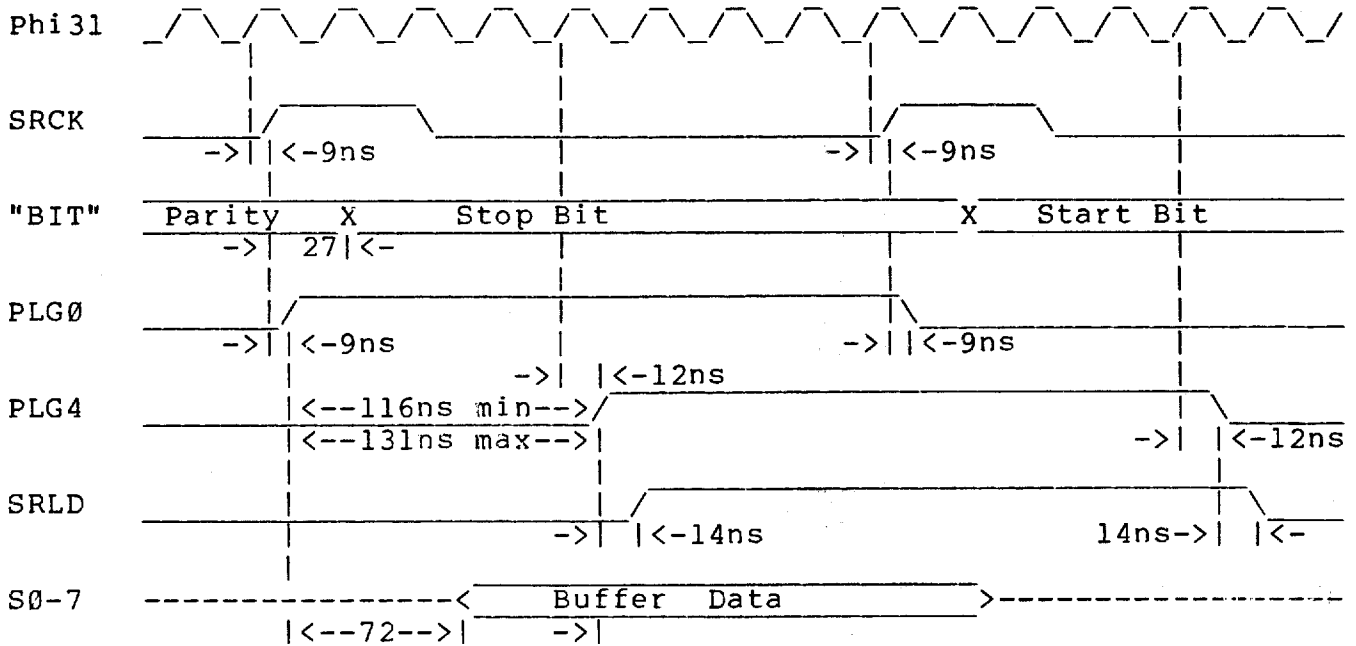 Phi31
SRCK
->| |<-9ns ->| |<-9ns
"BIT" Parity X Stop Bit X Start Bit
->| 27|<-
PLGØ
->| |<-9ns ->| |<-9ns
->| |<-12ns
PLG4 |<--116ns min-->
|<--131ns max--> ->| |<-12ns
SRLD
->| |<-14ns 14ns->| |<-
SØ-7 Buffer Data
|<--72-->| ->|